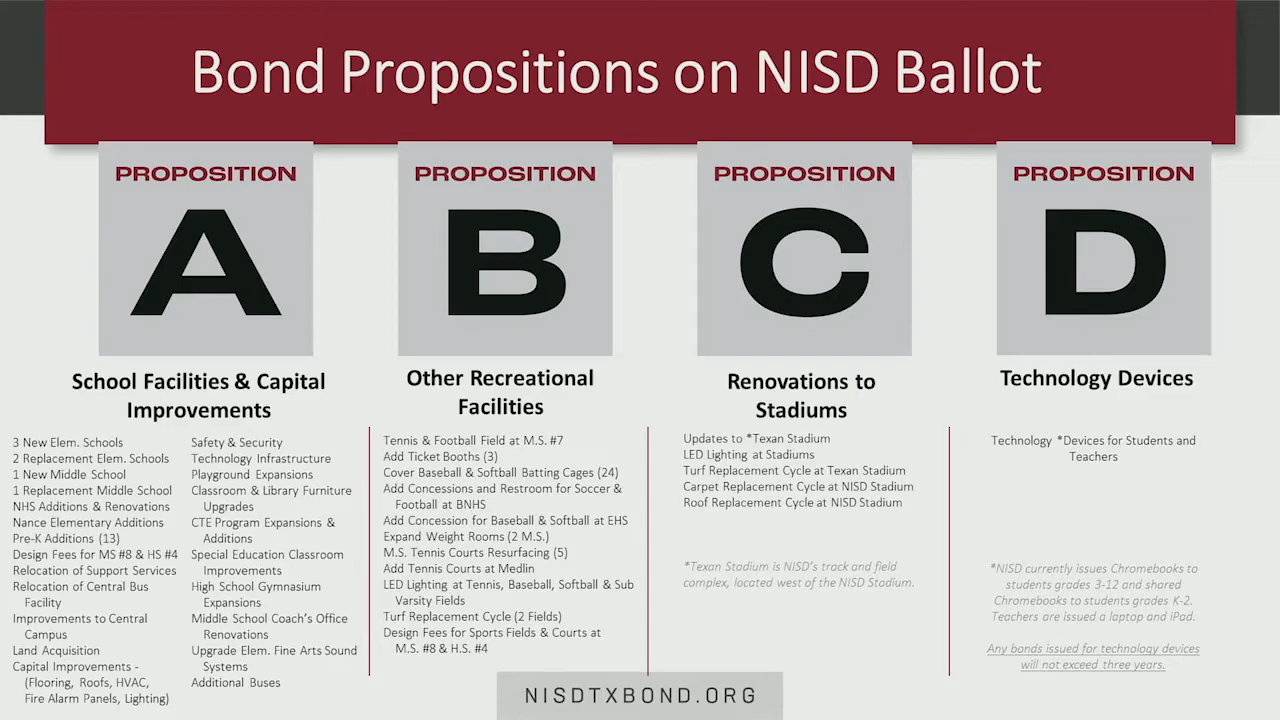 Bond Propositions on NISD Ballot
PROPOSITION
A
School Facilities & Capital
Improvements
3 New Elem. Schools
2 Replacement Elem. Schools
1 New Middle School
1 Replacement Middle School
NHS Additions & Renovations
Nance Elementary Additions
Pre-K Additions (13)
Design Fees for MS #8 & HS #4
Relocation of Support Services
Relocation of Central Bus
Facility
Improvements to Central
Campus
Land Acquisition
Capital Improvements -
(Flooring, Roofs, HVAC,
Fire Alarm Panels, Lighting)
Safety & Security
Technology Infrastructure
Playground Expansions
Classroom & Library Furniture
Upgrades
CTE Program Expansions &
Additions
Special Education Classroom
Improvements
High School Gymnasium
Expansions
Middle School Coach's Office
Renovations
Upgrade Elem. Fine Arts Sound
Systems
Additional Buses
PROPOSITION
B
Other Recreational
Facilities
Tennis & Football Field at M.S. #7
Add Ticket Booths (3)
Cover Baseball & Softball Batting Cages (24)
Add Concessions and Restroom for Soccer &
Football at BNHS
Add Concession for Baseball & Softball at EHS
Expand Weight Rooms (2 M.S.)
M.S. Tennis Courts Resurfacing (5)
Add Tennis Courts at Medlin
LED Lighting at Tennis, Baseball, Softball & Sub
Varsity Fields
Turf Replacement Cycle (2 Fields)
Design Fees for Sports Fields & Courts at
M.S. #8 & H.S. #4
PROPOSITION
C
Renovations to
Stadiums
Updates to *Texan Stadium
LED Lighting at Stadiums
Turf Replacement Cycle at Texan Stadium
Carpet Replacement Cycle at NISD Stadium
Roof Replacement Cycle at NISD Stadium
*Texan Stadium is NISD's track and field
complex, located west of the NISD Stadium.
PROPOSITION
D
Technology Devices
Technology *Devices for Students and
Teachers
*NISD currently issues Chromebooks to
students grades 3-12 and shared
Chromebooks to students grades K-2.
Teachers are issued a laptop and iPad.
Any bonds issued for technology devices
will not exceed three years.
NISDTXBOND.ORG